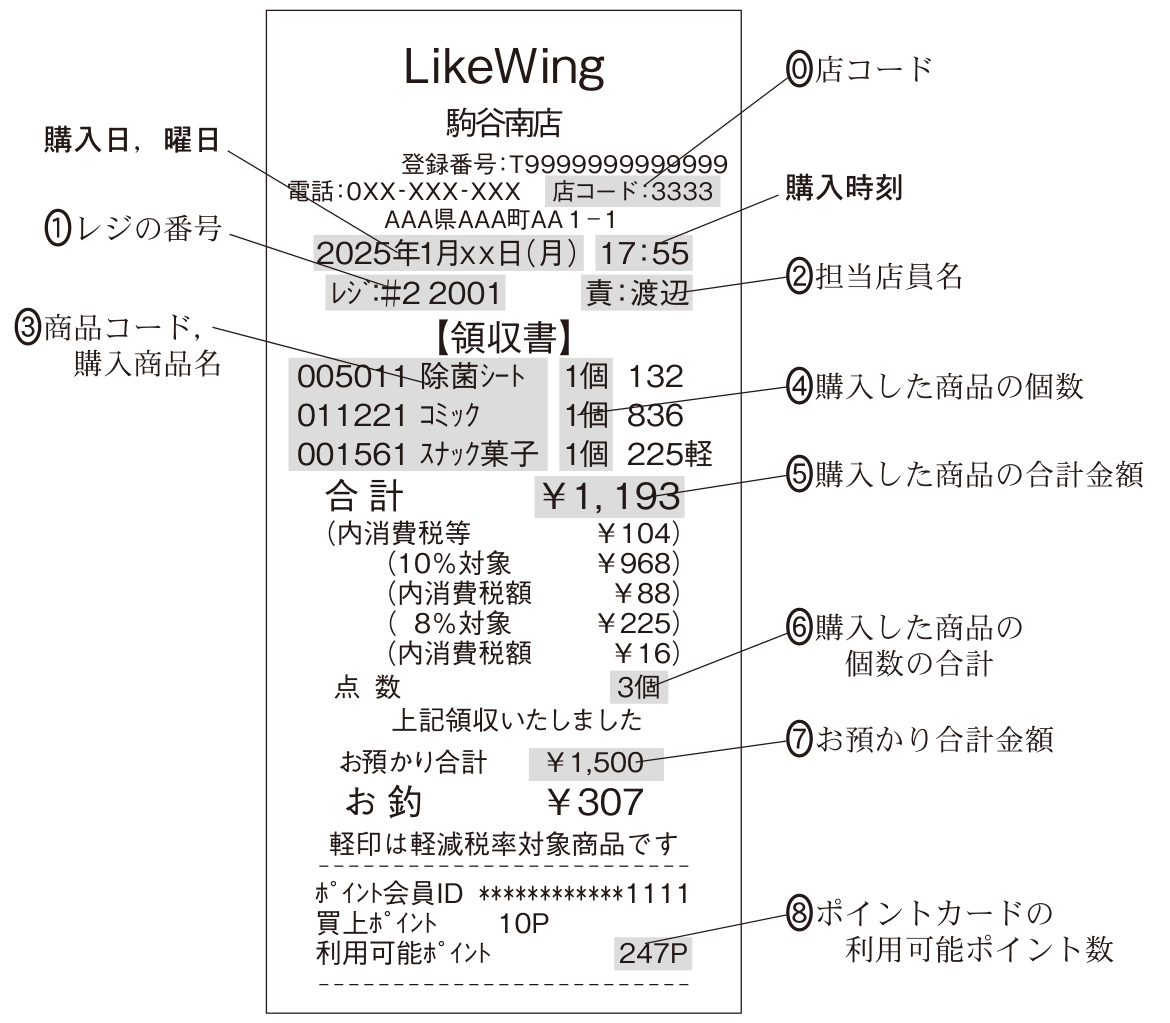 LikeWing
駒谷南店
登録番号:T9999999999999
電話:0XX-XXX-XXX 店コード:3333
AAA県AAA町AA1-1
2025年1月xx日(月) 17:55
ﾚｼﾞ:#2 2001 責:渡辺
【領収書】
005011 除菌ｼｰﾄ 1個 132
011221 ｺﾐｯｸ 1個 836
001561 ｽﾅｯｸ菓子 1個 225軽
合 計 ¥1,193
(内消費税等 ¥104)
(10%対象 ¥968)
(内消費税額 ¥88)
( 8%対象 ¥225)
(内消費税額 ¥16)
点 数 3個
上記領収いたしました
お預かり合計 ¥1,500
お 釣 ¥307
軽印は軽減税率対象商品です
ﾎﾟｲﾝﾄ会員ID ************1111
買上ﾎﾟｲﾝﾄ 10P
利用可能ﾎﾟｲﾝﾄ 247P
購入日，曜日
①レジの番号
③商品コード，
購入商品名
⓪店コード
購入時刻
②担当店員名
④購入した商品の個数
⑤購入した商品の合計金額
⑥購入した商品の
個数の合計
⑦お預かり合計金額
⑧ポイントカードの
利用可能ポイント数